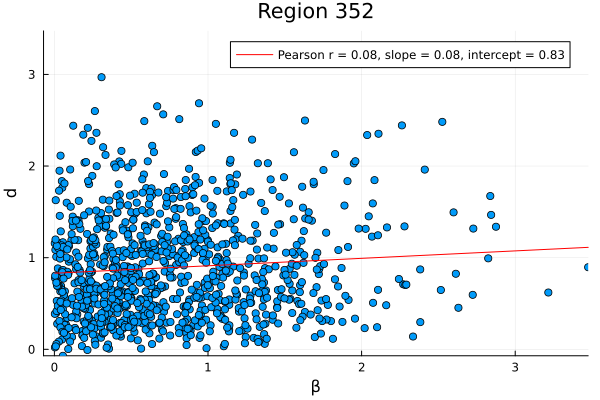 Region 352
Pearson r = 0.08, slope = 0.08, intercept = 0.83
3
2
1
0
d
0 1 2 3
β